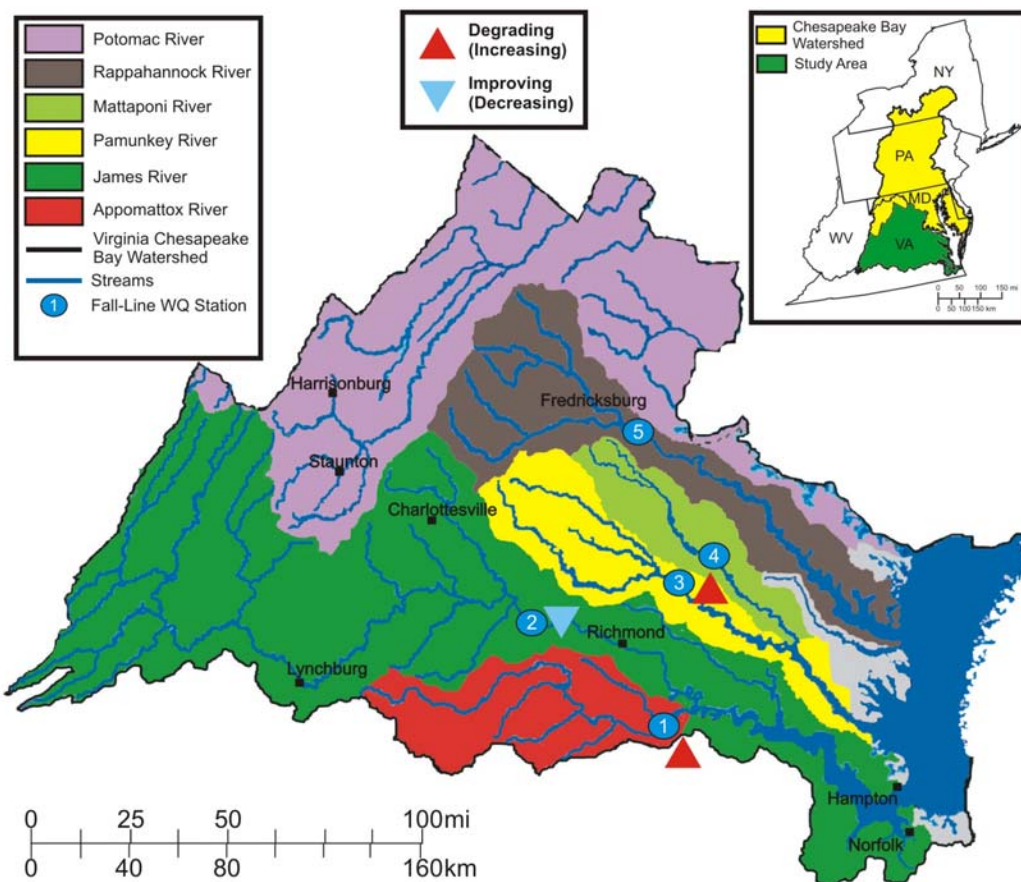 Potomac River
Rappahannock River
Mattaponi River
Pamunkey River
James River
Appomattox River
Virginia Chesapeake
Bay Watershed
Streams
1 Fall-Line WQ Station
Degrading
(Increasing)
Improving
(Decreasing)
Chesapeake Bay
Watershed
Study Area
NY
PA
MD
WV
VA
0 50 100 150 mi
0 50 100 150 km
Harrisonburg
Fredricksburg
5
Staunton
Charlottesville
4
3
2
Richmond
Lynchburg
1
Hampton
Norfolk
0 25 50 100mi
0 40 80 160km